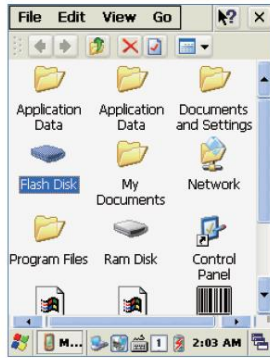 File Edit View Go
Application Data
Application Data
Documents and Settings
Flash Disk
My Documents
Network
Program Files
Ram Disk
Control Panel
M...
1
2:03 AM